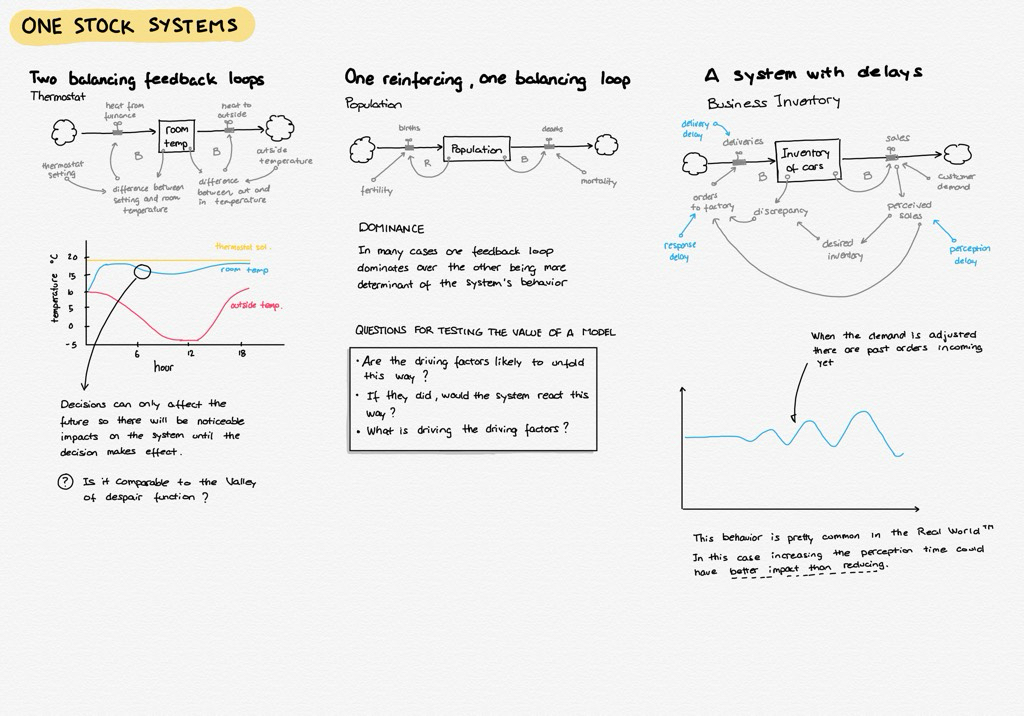 ONE STOCK SYSTEMS
Two balancing feedback loops
Thermostat
heat from
furnance
heat to
outside
room
temp
B
B
thermostat
setting
outside
temperature
difference between
setting and room
temperature
difference
between out and
in temperature
thermostat set.
room temp
outside temp.
temperature °C
20
15
10
5
0
-5
6
12
18
hour
Decisions can only affect the
future so there will be noticeable
impacts on the system until the
decision makes effect.
? Is it comparable to the Valley
of despair function?
One reinforcing, one balancing loop
Population
births
deaths
Population
R
B
fertility
mortality
DOMINANCE
In many cases one feedback loop
dominates over the other being more
determinant of the system's behavior
QUESTIONS FOR TESTING THE VALUE OF A MODEL
• Are the driving factors likely to unfold
this way?
• If they did, would the system react this
way?
• What is driving the driving factors?
A system with delays
Business Inventory
delivery
delay
deliveries
sales
Inventory
of cars
B
B
customer
demand
orders
to factory
discrepancy
perceived
sales
response
delay
desired
inventory
perception
delay
When the demand is adjusted
there are past orders incoming
yet
This behavior is pretty common in the Real World™
In this case increasing the perception time could
have better impact than reducing.